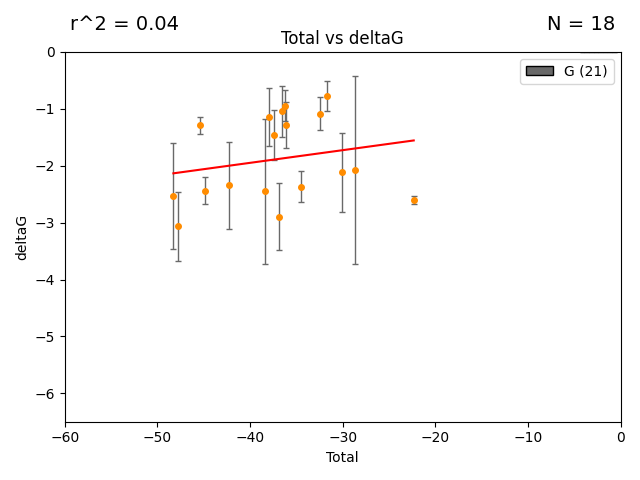 r^2 = 0.04
N = 18
Total vs deltaG
G (21)
0
−1
−2
−3
−4
−5
−6
deltaG
−60
−50
−40
−30
−20
−10
0
Total